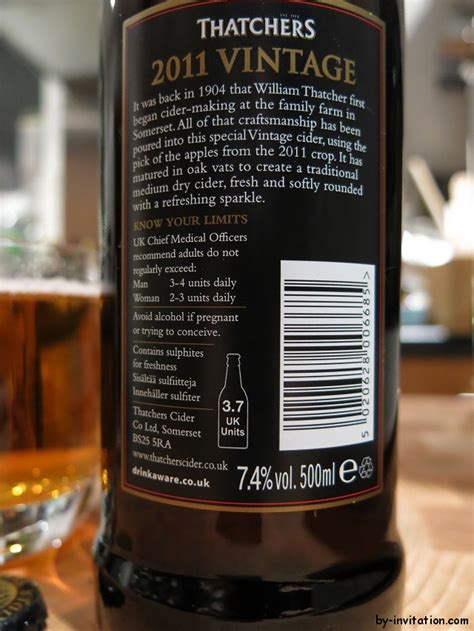 THATCHERS
2011 VINTAGE
It was back in 1904 that William Thatcher first
began cider-making at the family farm in
Somerset. All of that craftsmanship has been
poured into this special Vintage cider, using the
pick of the apples from the 2011 crop. It has
matured in oak vats to create a traditional
medium dry cider, fresh and softly rounded
with a refreshing sparkle.
KNOW YOUR LIMITS
UK Chief Medical Officers
recommend adults do not
regularly exceed:
Man 3-4 units daily
Woman 2-3 units daily
Avoid alcohol if pregnant
or trying to conceive.
Contains sulphites
for freshness
Sisältää sulfiitteja
Innehåller sulfiter
Thatchers Cider
Co Ltd, Somerset
BS25 5RA
www.thatcherscider.co.uk
drinkaware.co.uk
3.7
UK
Units
7.4%vol. 500ml e
5 020628 006685 >
by-invitation.com